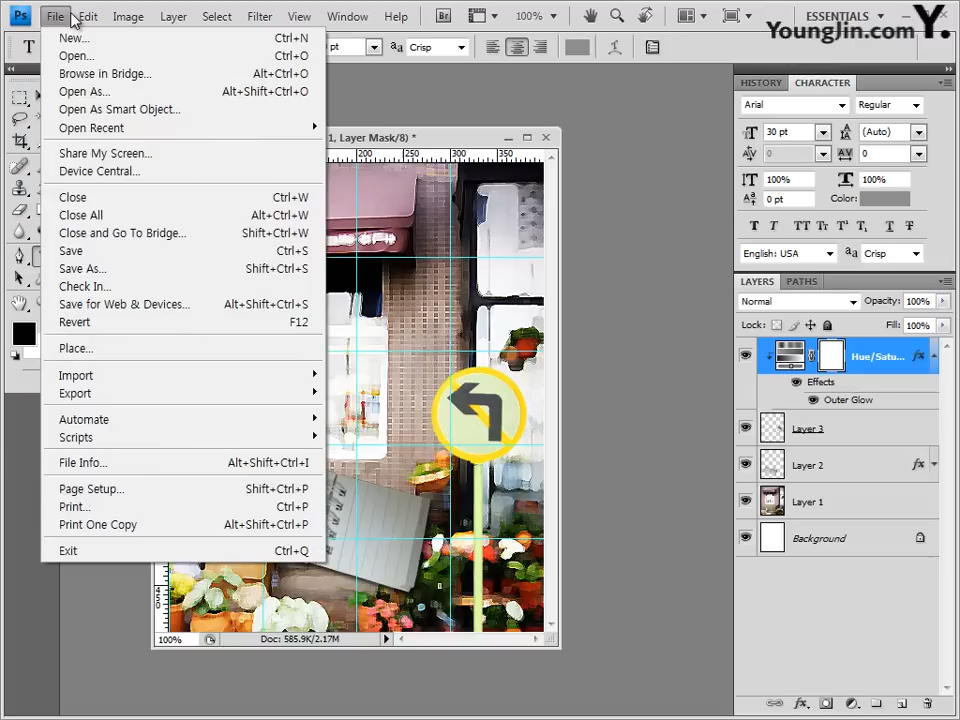 Ps File Edit Image Layer Select Filter View Window Help Br 100% ESSENTIALS
YoungJin.com Y.
T pt aa Crisp
New... Ctrl+N
Open... Ctrl+O
Browse in Bridge... Alt+Ctrl+O
Open As... Alt+Shift+Ctrl+O
Open As Smart Object...
Open Recent
Share My Screen...
Device Central...
Close Ctrl+W
Close All Alt+Ctrl+W
Close and Go To Bridge... Shift+Ctrl+W
Save Ctrl+S
Save As... Shift+Ctrl+S
Check In...
Save for Web & Devices... Alt+Shift+Ctrl+S
Revert F12
Place...
Import
Export
Automate
Scripts
File Info... Alt+Shift+Ctrl+I
Page Setup... Shift+Ctrl+P
Print... Ctrl+P
Print One Copy Alt+Shift+Ctrl+P
Exit Ctrl+Q
1, Layer Mask/8) *
200 250 300 350
450
100% Doc: 585.9K/2.17M
HISTORY CHARACTER
Arial Regular
30 pt (Auto)
0 0
100% 100%
0 pt Color:
T T TT Tr T¹ T₁ T T
English: USA aa Crisp
LAYERS PATHS
Normal Opacity: 100%
Lock: Fill: 100%
Hue/Satu... fx
Effects
Outer Glow
Layer 3
Layer 2 fx
Layer 1
Background